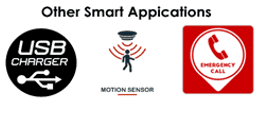 Other Smart Appications
USB
CHARGER
MOTION SENSOR
EMERGENCY
CALL